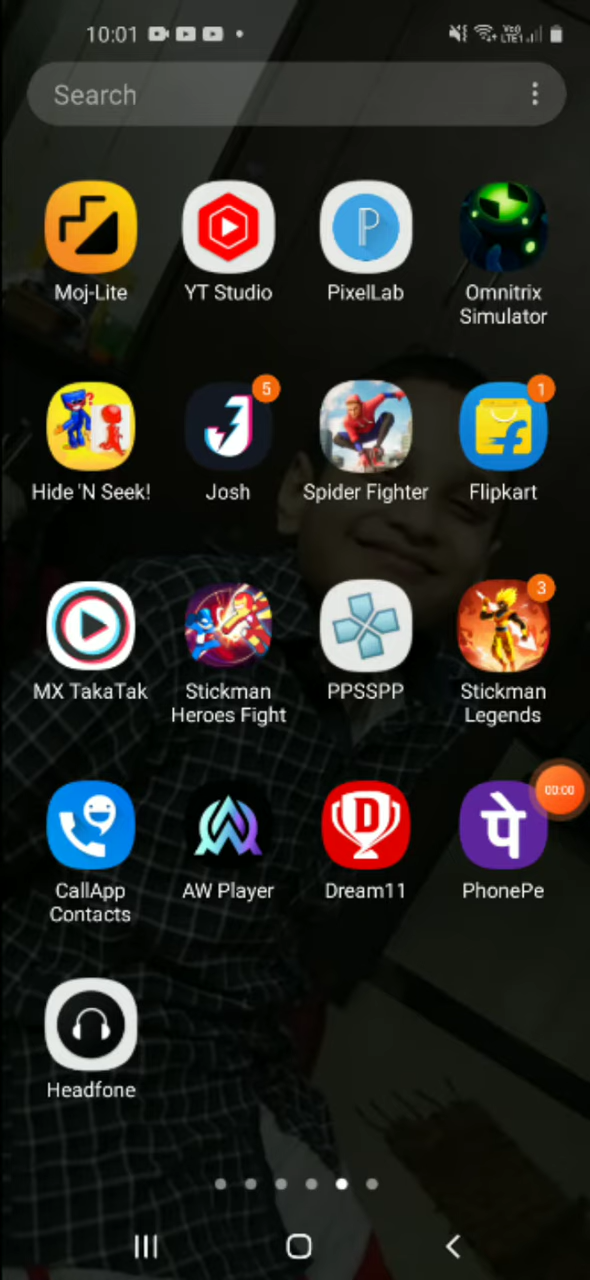 10:01
Search
Moj-Lite
YT Studio
PixelLab
Omnitrix
Simulator
Hide 'N Seek!
5
Josh
Spider Fighter
1
Flipkart
MX TakaTak
Stickman
Heroes Fight
PPSSPP
3
Stickman
Legends
CallApp
Contacts
AW Player
D
Dream11
पे
PhonePe
00:00
Headfone